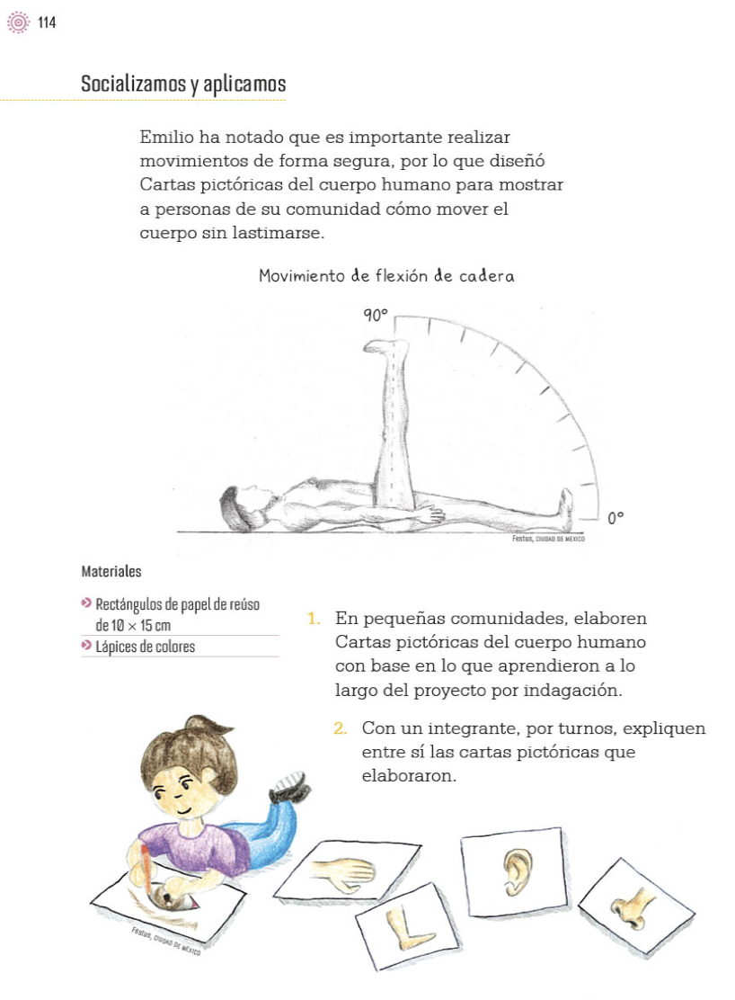 114
Socializamos y aplicamos
Emilio ha notado que es importante realizar
movimientos de forma segura, por lo que diseñó
Cartas pictóricas del cuerpo humano para mostrar
a personas de su comunidad cómo mover el
cuerpo sin lastimarse.
Movimiento de flexión de cadera
90°
0°
Festus, CIUDAD DE MÉXICO
Materiales
Rectángulos de papel de reúso
de 10 × 15 cm
Lápices de colores
1. En pequeñas comunidades, elaboren
Cartas pictóricas del cuerpo humano
con base en lo que aprendieron a lo
largo del proyecto por indagación.
2. Con un integrante, por turnos, expliquen
entre sí las cartas pictóricas que
elaboraron.
Festus, CIUDAD DE MÉXICO